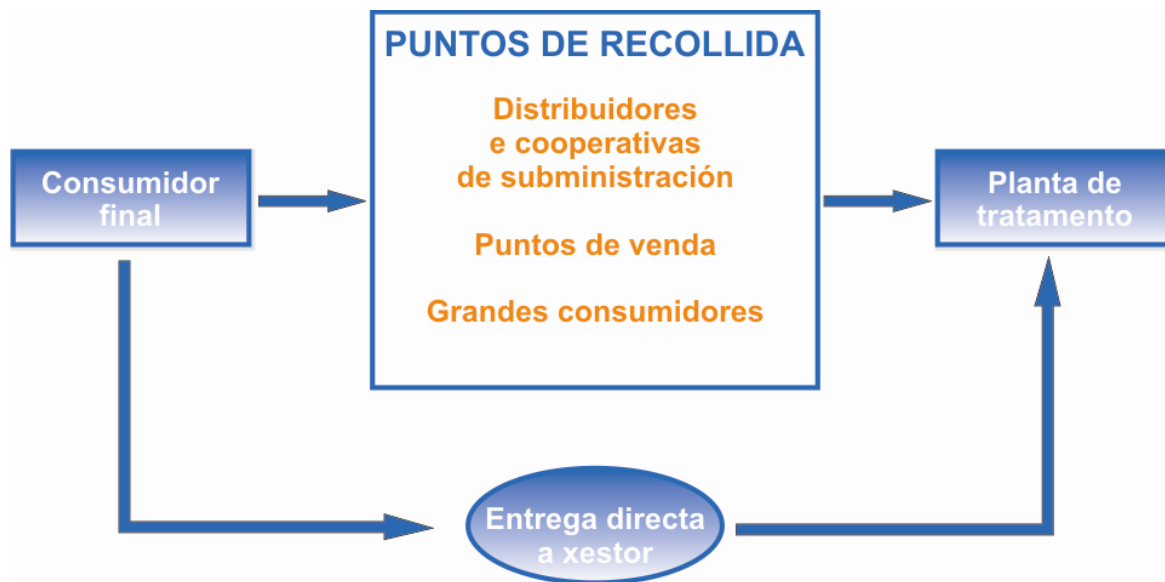 PUNTOS DE RECOLLIDA
Distribuidores
e cooperativas
de subministración
Puntos de venda
Grandes consumidores
Consumidor
final
Planta de
tratamento
Entrega directa
a xestor